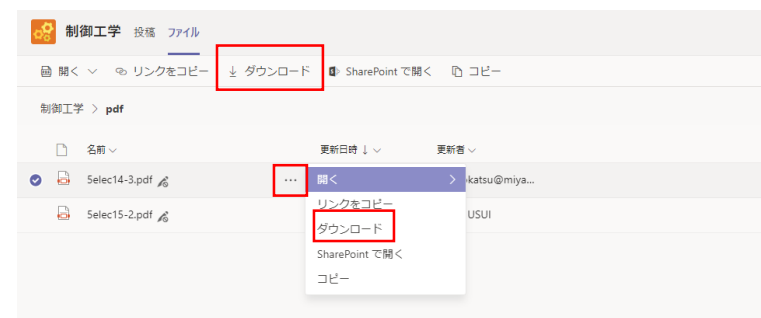 制御工学 投稿 ファイル
開く リンクをコピー ダウンロード SharePoint で開く コピー
制御工学 > pdf
名前 更新日時 ↓ 更新者
5elec14-3.pdf ... katsu@miya...
5elec15-2.pdf USUI
開く >
リンクをコピー
ダウンロード
SharePoint で開く
コピー